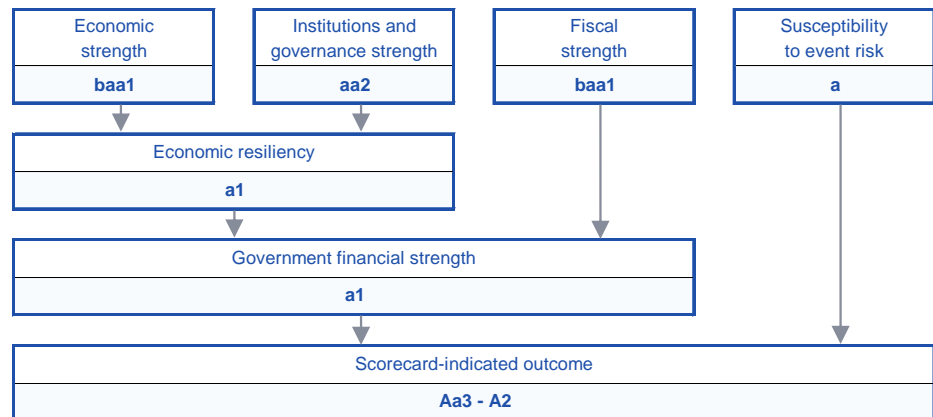 Economic
strength
baa1
Institutions and
governance strength
aa2
Fiscal
strength
baa1
Susceptibility
to event risk
a
Economic resiliency
a1
Government financial strength
a1
Scorecard-indicated outcome
Aa3 - A2